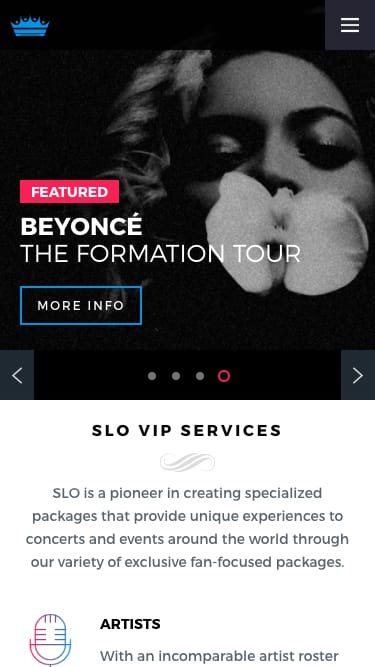 FEATURED
BEYONCÉ
THE FORMATION TOUR
MORE INFO
SLO VIP SERVICES
SLO is a pioneer in creating specialized
packages that provide unique experiences to
concerts and events around the world through
our variety of exclusive fan-focused packages.
ARTISTS
With an incomparable artist roster